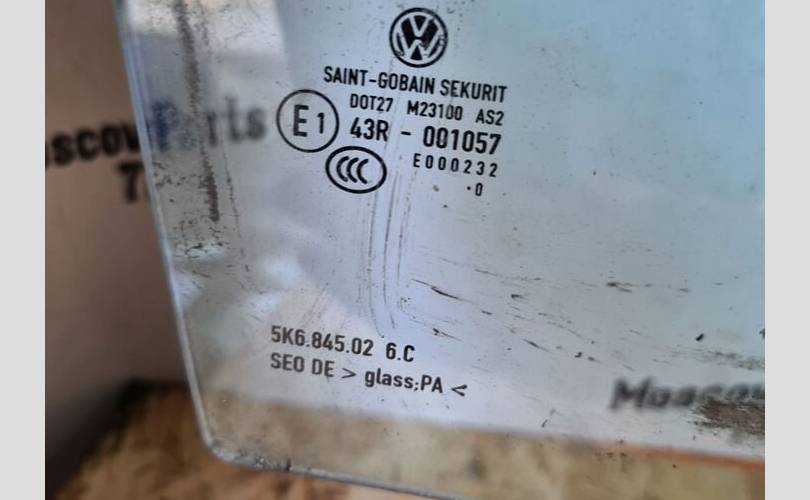 SAINT-GOBAIN SEKURIT
DOT27 M23100 AS2
E1 43R - 001057
E000232
·0
CCC
5K6.845.02 6.C
SEO DE > glass;PA <